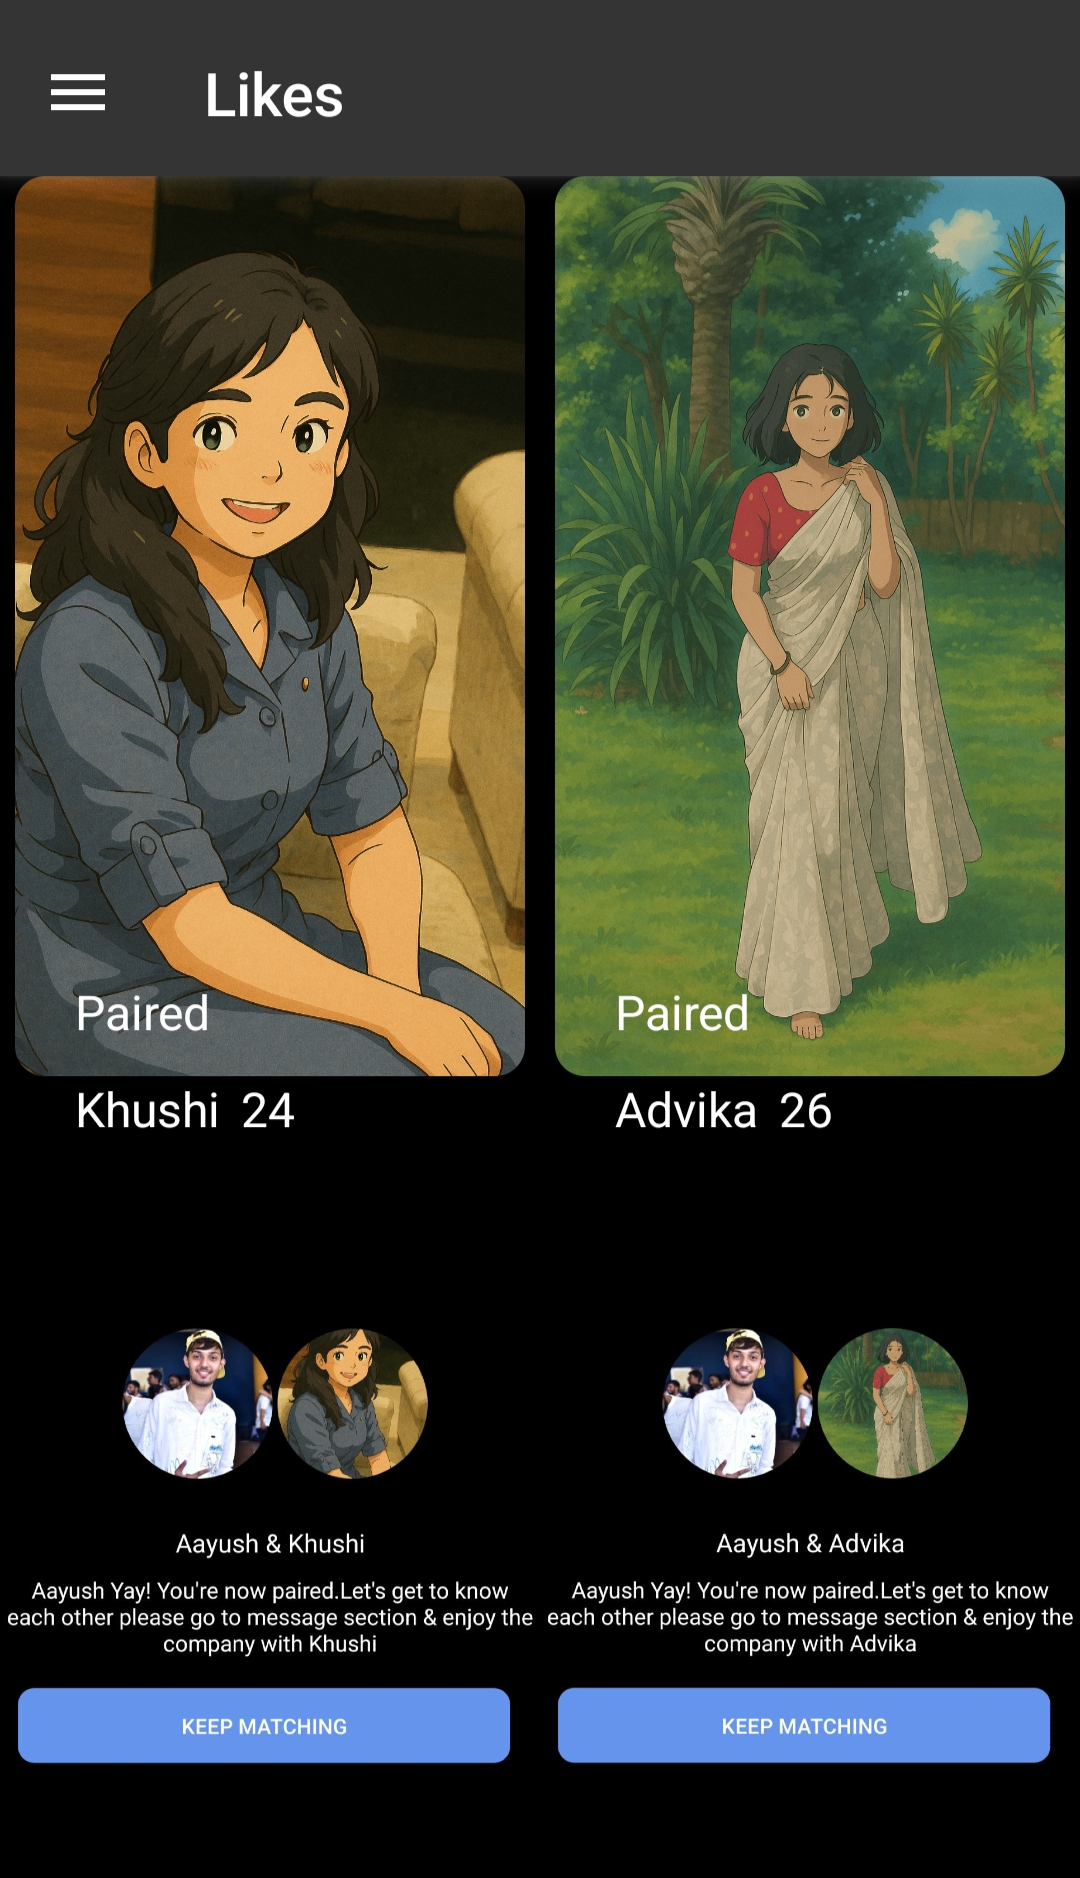 Likes
Paired
Khushi 24
Paired
Advika 26
Aayush & Khushi
Aayush Yay! You're now paired.Let's get to know
each other please go to message section & enjoy the
company with Khushi
KEEP MATCHING
Aayush & Advika
Aayush Yay! You're now paired.Let's get to know
each other please go to message section & enjoy the
company with Advika
KEEP MATCHING